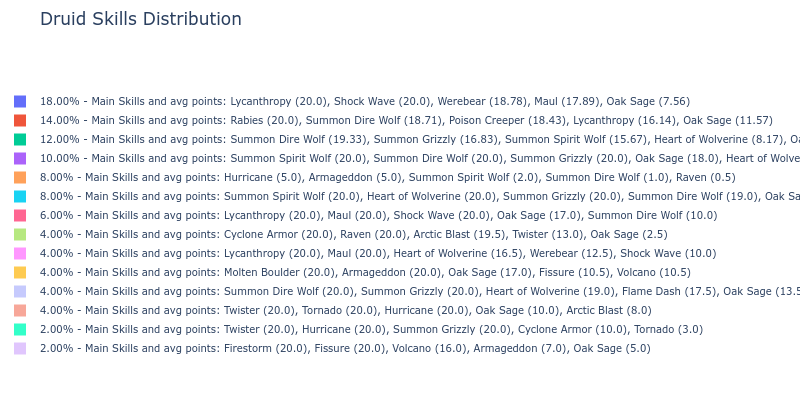 Druid Skills Distribution
18.00% - Main Skills and avg points: Lycanthropy (20.0), Shock Wave (20.0), Werebear (18.78), Maul (17.89), Oak Sage (7.56)
14.00% - Main Skills and avg points: Rabies (20.0), Summon Dire Wolf (18.71), Poison Creeper (18.43), Lycanthropy (16.14), Oak Sage (11.57)
12.00% - Main Skills and avg points: Summon Dire Wolf (19.33), Summon Grizzly (16.83), Summon Spirit Wolf (15.67), Heart of Wolverine (8.17),
10.00% - Main Skills and avg points: Summon Spirit Wolf (20.0), Summon Dire Wolf (20.0), Summon Grizzly (20.0), Oak Sage (18.0), Heart of Wolve
8.00% - Main Skills and avg points: Hurricane (5.0), Armageddon (5.0), Summon Spirit Wolf (2.0), Summon Dire Wolf (1.0), Raven (0.5)
8.00% - Main Skills and avg points: Summon Spirit Wolf (20.0), Heart of Wolverine (20.0), Summon Grizzly (20.0), Summon Dire Wolf (19.0), Oak Sa
6.00% - Main Skills and avg points: Lycanthropy (20.0), Maul (20.0), Shock Wave (20.0), Oak Sage (17.0), Summon Dire Wolf (10.0)
4.00% - Main Skills and avg points: Cyclone Armor (20.0), Raven (20.0), Arctic Blast (19.5), Twister (13.0), Oak Sage (2.5)
4.00% - Main Skills and avg points: Lycanthropy (20.0), Maul (20.0), Heart of Wolverine (16.5), Werebear (12.5), Shock Wave (10.0)
4.00% - Main Skills and avg points: Molten Boulder (20.0), Armageddon (20.0), Oak Sage (17.0), Fissure (10.5), Volcano (10.5)
4.00% - Main Skills and avg points: Summon Dire Wolf (20.0), Summon Grizzly (20.0), Heart of Wolverine (19.0), Flame Dash (17.5), Oak Sage (13.5
4.00% - Main Skills and avg points: Twister (20.0), Tornado (20.0), Hurricane (20.0), Oak Sage (10.0), Arctic Blast (8.0)
2.00% - Main Skills and avg points: Twister (20.0), Hurricane (20.0), Summon Grizzly (20.0), Cyclone Armor (10.0), Tornado (3.0)
2.00% - Main Skills and avg points: Firestorm (20.0), Fissure (20.0), Volcano (16.0), Armageddon (7.0), Oak Sage (5.0)